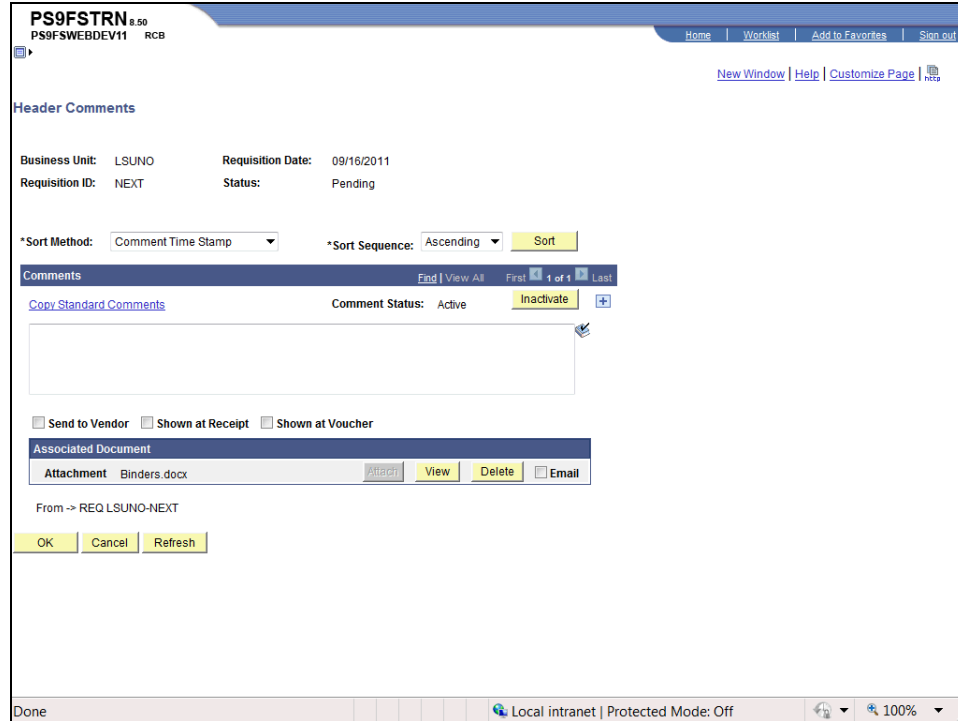 PS9FSTRN 8.50
PS9FSWEBDEV11 RCB
Home | Worklist | Add to Favorites | Sign out
New Window | Help | Customize Page | http
Header Comments
Business Unit: LSUNO Requisition Date: 09/16/2011
Requisition ID: NEXT Status: Pending
*Sort Method: Comment Time Stamp *Sort Sequence: Ascending Sort
Comments Find | View All First 1 of 1 Last
Copy Standard Comments Comment Status: Active Inactivate
Send to Vendor Shown at Receipt Shown at Voucher
Associated Document
Attachment Binders.docx Attach View Delete Email
From -> REQ LSUNO-NEXT
OK Cancel Refresh
Done Local intranet | Protected Mode: Off 100%